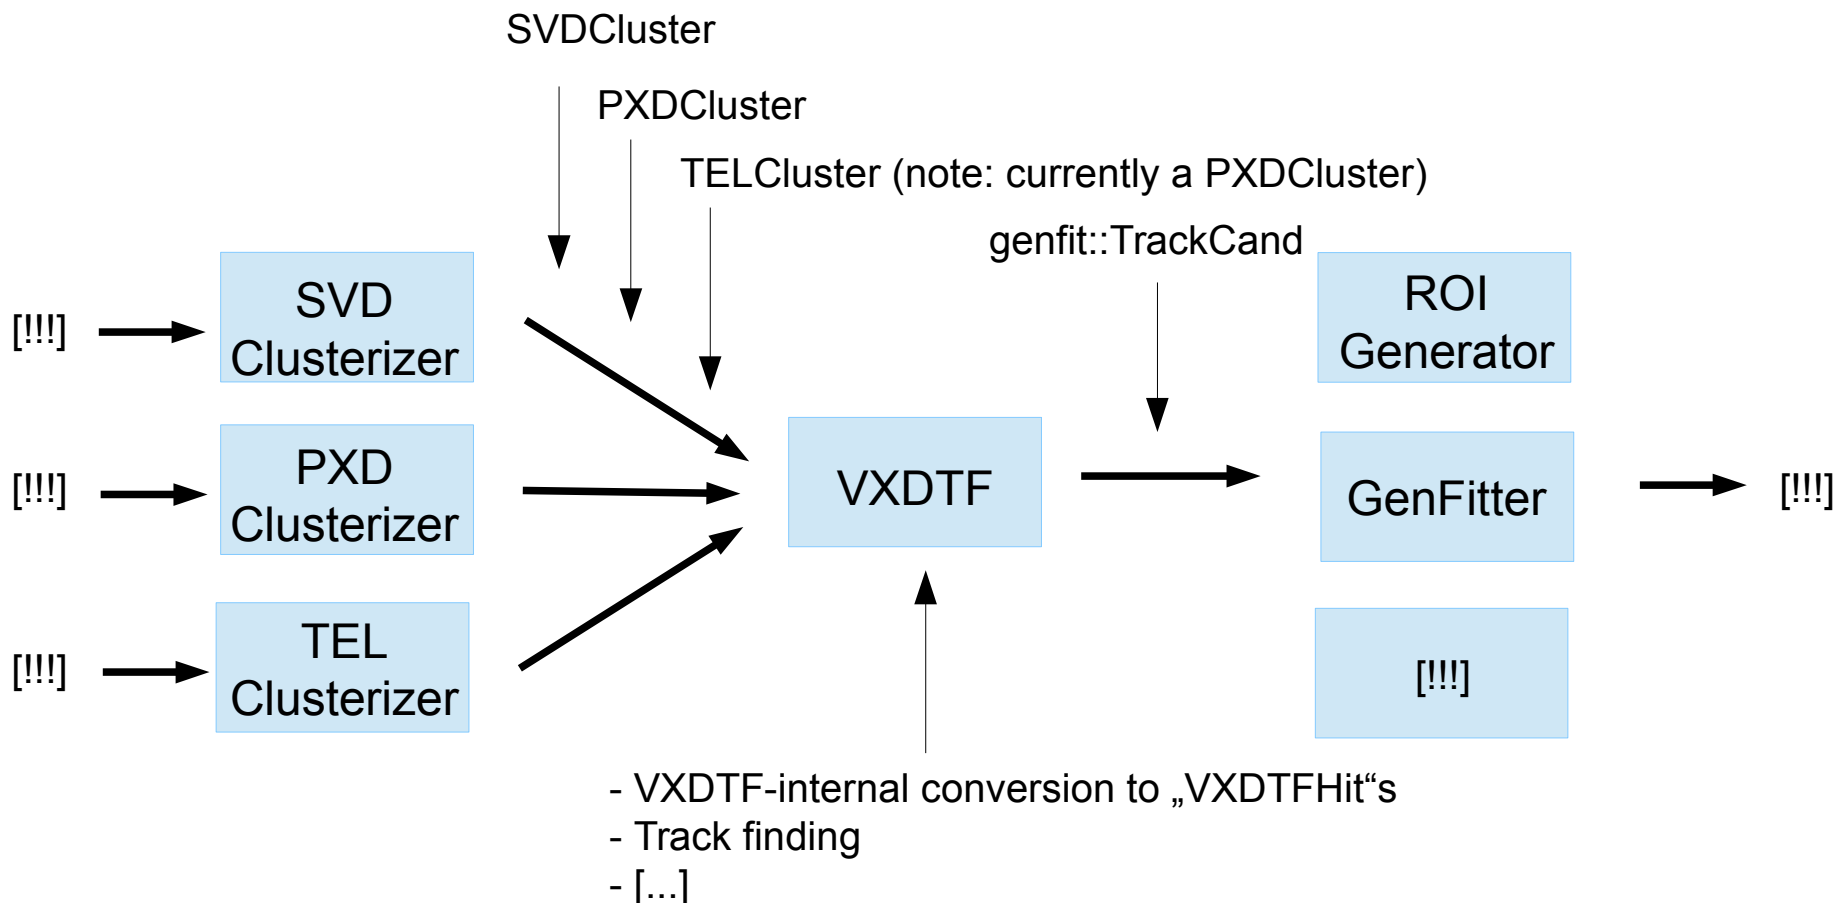 SVDCluster
PXDCluster
TELCluster (note: currently a PXDCluster)
genfit::TrackCand
[!!!]
SVD
Clusterizer
[!!!]
PXD
Clusterizer
[!!!]
TEL
Clusterizer
VXDTF
ROI
Generator
GenFitter
[!!!]
[!!!]
- VXDTF-internal conversion to „VXDTFHit“s
- Track finding
- [...]